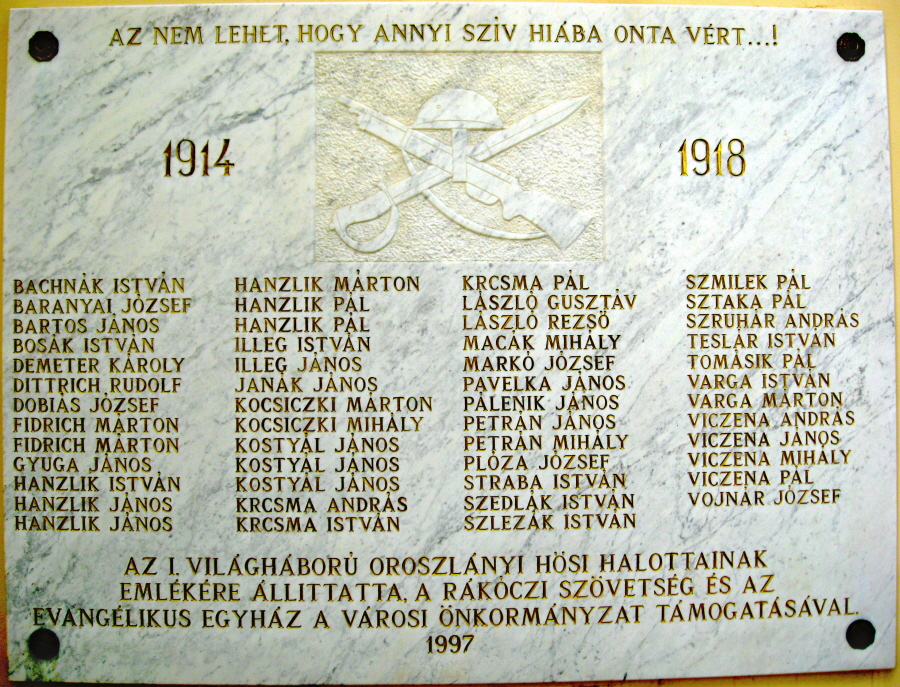 AZ NEM LEHET, HOGY ANNYI SZÍV HIÁBA ONTA VÉRT...!
1914
1918
BACHNÁK ISTVÁN
BARANYAI JÓZSEF
BARTOS JÁNOS
BOSÁK ISTVÁN
DEMETER KÁROLY
DITTRICH RUDOLF
DOBIÁS JÓZSEF
FIDRICH MÁRTON
FIDRICH MÁRTON
GYUGA JÁNOS
HANZLIK ISTVÁN
HANZLIK JÁNOS
HANZLIK JÁNOS
HANZLIK MÁRTON
HANZLIK PÁL
HANZLIK PÁL
ILLEG ISTVÁN
ILLEG JÁNOS
JANÁK JÁNOS
KOCSICZKI MÁRTON
KOCSICZKI MIHÁLY
KOSTYÁL JÁNOS
KOSTYÁL JÁNOS
KOSTYÁL JÁNOS
KRCSMA ANDRÁS
KRCSMA ISTVÁN
KRCSMA PÁL
LÁSZLÓ GUSZTÁV
LÁSZLÓ REZSÖ
MACÁK MIHÁLY
MARKÓ JÓZSEF
PAVELKA JÁNOS
PÁLENIK JÁNOS
PETRÁN JÁNOS
PETRÁN MIHÁLY
PLÓZA JÓZSEF
STRABA ISTVÁN
SZEDLÁK ISTVÁN
SZLEZÁK ISTVÁN
SZMILEK PÁL
SZTAKA PÁL
SZRUHÁR ANDRÁS
TESLÁR ISTVÁN
TOMÁSIK PÁL
VARGA ISTVÁN
VARGA MÁRTON
VICZENA ANDRÁS
VICZENA JÁNOS
VICZENA MIHÁLY
VICZENA PÁL
VOJNÁR JÓZSEF
AZ I. VILÁGHÁBORÚ OROSZLÁNYI HÖSI HALOTTAINAK
EMLÉKÉRE ÁLLITTATTA, A RÁKÓCZI SZÖVETSÉG ÉS AZ
EVANGÉLIKUS EGYHÁZ A VÁROSI ÖNKORMÁNYZAT TÁMOGATÁSÁVAL.
1997